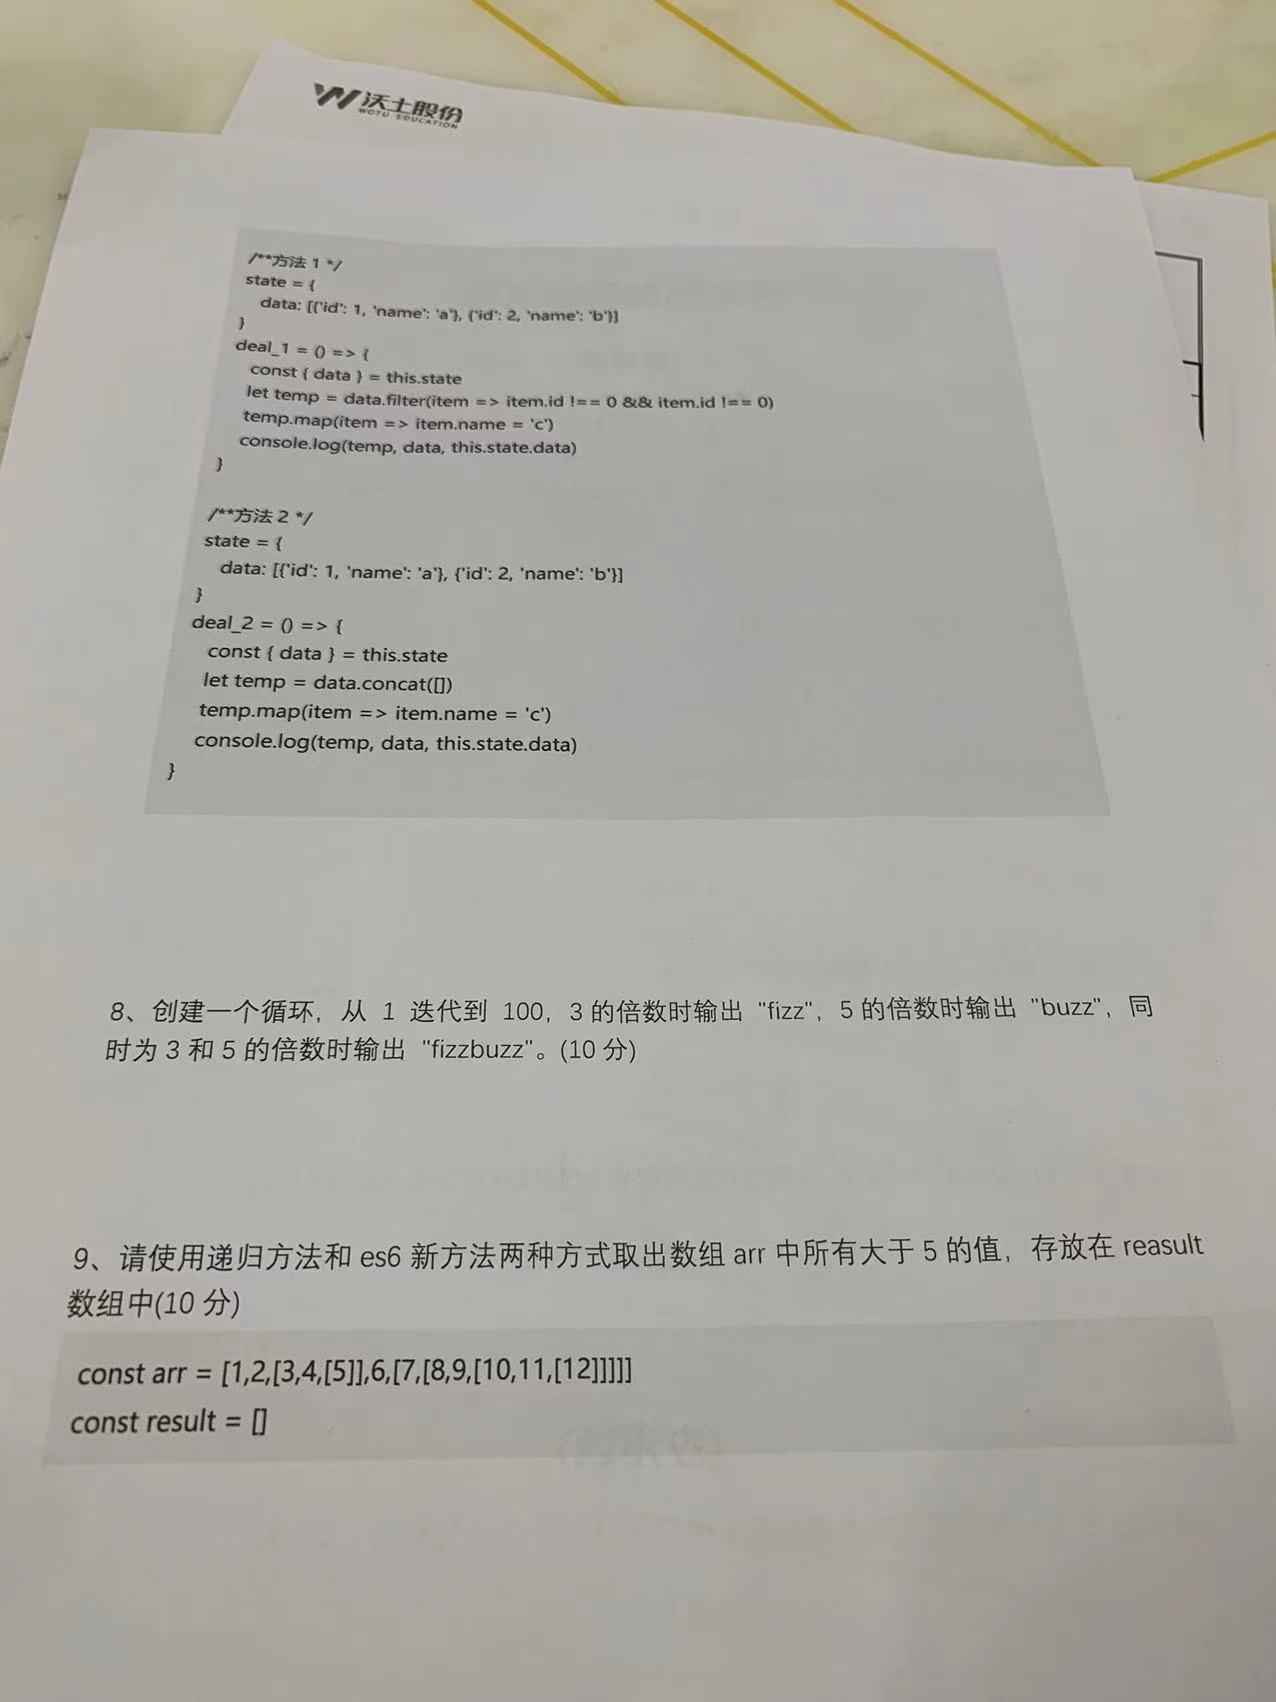 沃土股份
WOTU EDUCATION
/**方法 1 */
state = {
data: [{'id': 1, 'name': 'a'}, {'id': 2, 'name': 'b'}]
}
deal_1 = () => {
const { data } = this.state
let temp = data.filter(item => item.id !== 0 && item.id !== 0)
temp.map(item => item.name = 'c')
console.log(temp, data, this.state.data)
}
/**方法 2 */
state = {
data: [{'id': 1, 'name': 'a'}, {'id': 2, 'name': 'b'}]
}
deal_2 = () => {
const { data } = this.state
let temp = data.concat([])
temp.map(item => item.name = 'c')
console.log(temp, data, this.state.data)
}
8、创建一个循环，从 1 迭代到 100，3 的倍数时输出 "fizz"，5 的倍数时输出 "buzz"，同
时为 3 和 5 的倍数时输出 "fizzbuzz"。(10 分)
9、请使用递归方法和 es6 新方法两种方式取出数组 arr 中所有大于 5 的值，存放在 reasult
数组中(10 分)
const arr = [1,2,[3,4,[5]],6,[7,[8,9,[10,11,[12]]]]]
const result = []